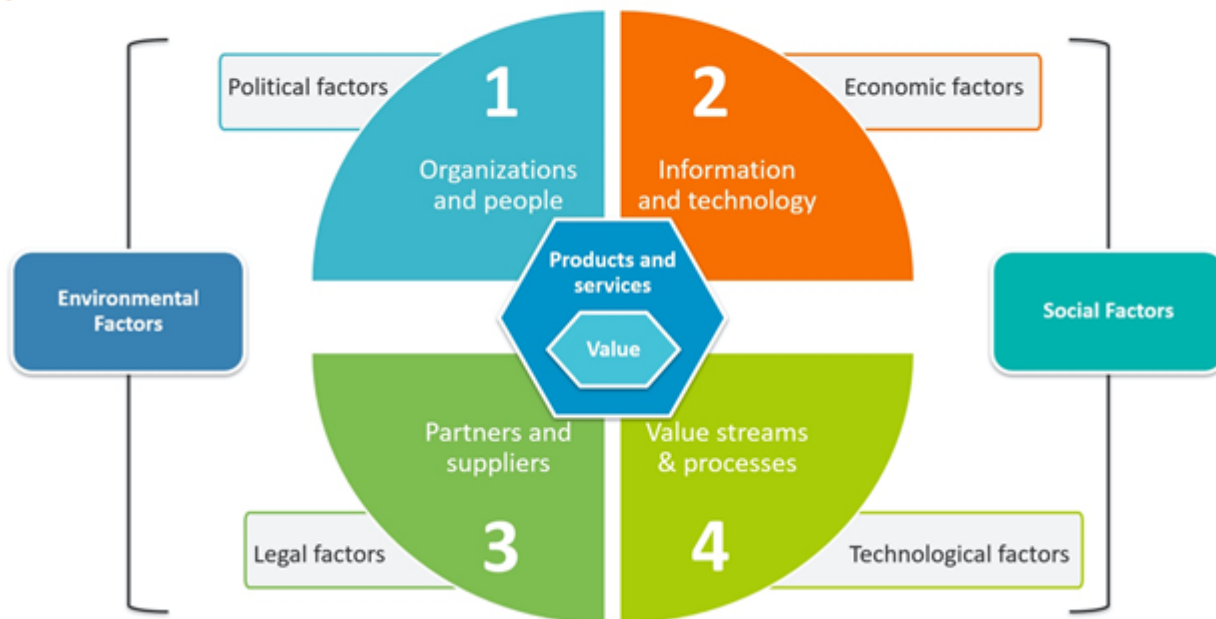 Political factors
1
2
Economic factors
Organizations
and people
Information
and technology
Environmental
Factors
Products and
services
Value
Social Factors
Partners and
suppliers
Value streams
& processes
Legal factors
3
4
Technological factors